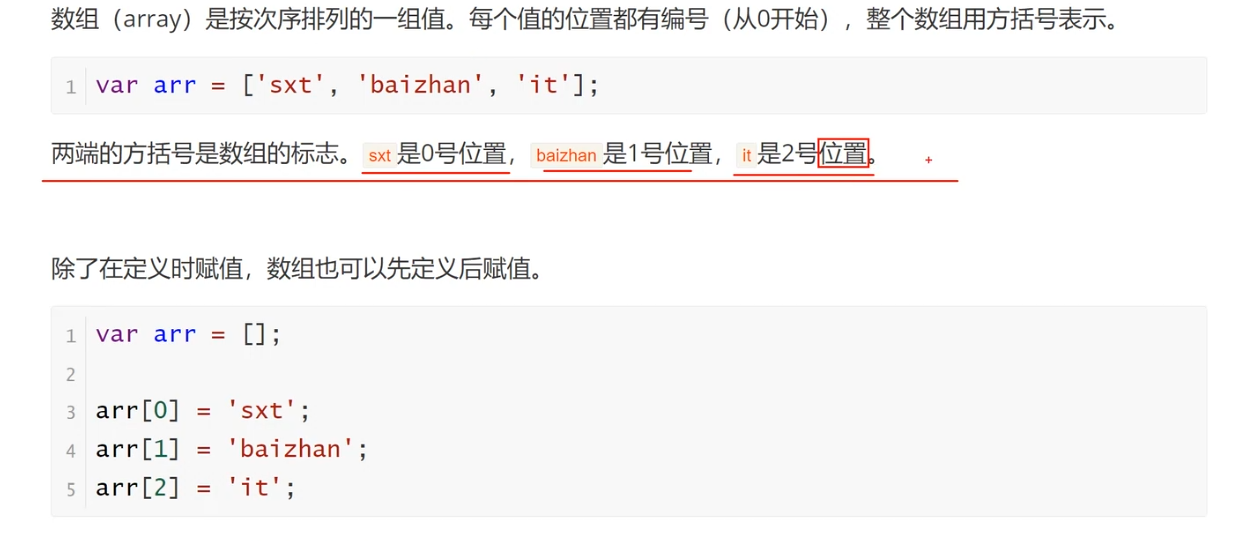 数组（array）是按次序排列的一组值。每个值的位置都有编号（从0开始），整个数组用方括号表示。
1 var arr = ['sxt', 'baizhan', 'it'];
两端的方括号是数组的标志。 sxt 是0号位置， baizhan 是1号位置， it 是2号位置。
除了在定义时赋值，数组也可以先定义后赋值。
1 var arr = [];
2
3 arr[0] = 'sxt';
4 arr[1] = 'baizhan';
5 arr[2] = 'it';